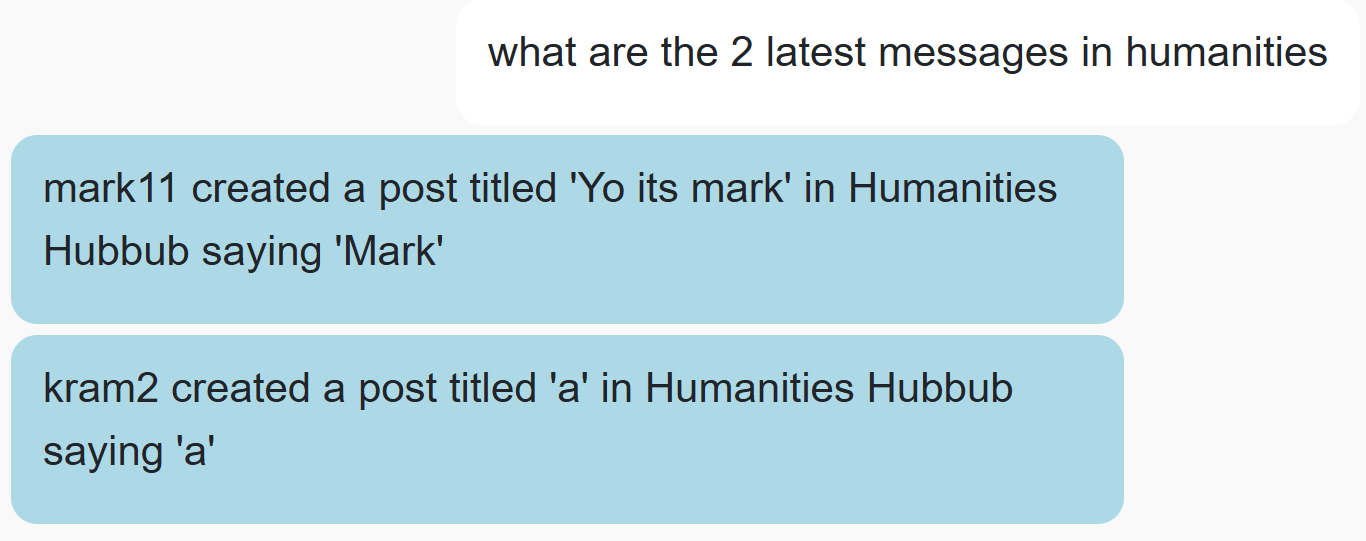 what are the 2 latest messages in humanities
mark11 created a post titled 'Yo its mark' in Humanities
Hubbub saying 'Mark'
kram2 created a post titled 'a' in Humanities Hubbub
saying 'a'